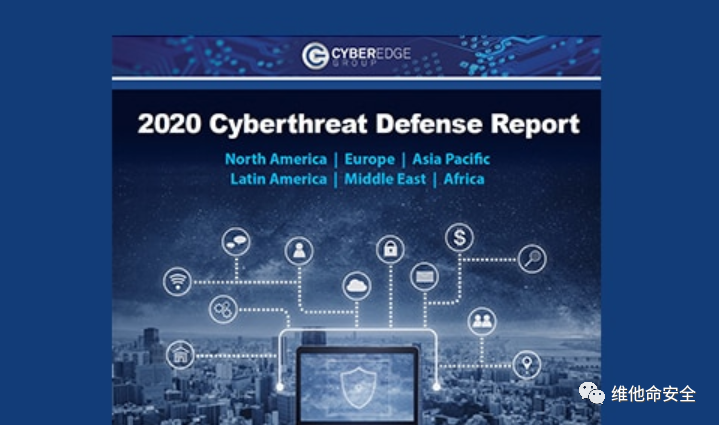 CYBEREDGE
GROUP
2020 Cyberthreat Defense Report
North America | Europe | Asia Pacific
Latin America | Middle East | Africa
$
维他命安全